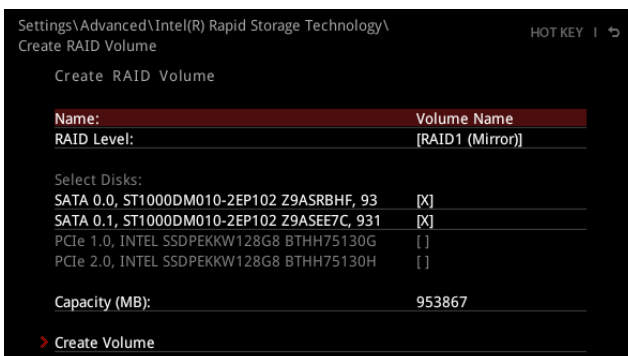 Settings\Advanced\Intel(R) Rapid Storage Technology\
Create RAID Volume
HOT KEY | ⮌
Create RAID Volume
Name: Volume Name
RAID Level: [RAID1 (Mirror)]
Select Disks:
SATA 0.0, ST1000DM010-2EP102 Z9ASRBHF, 93 [X]
SATA 0.1, ST1000DM010-2EP102 Z9ASEE7C, 931 [X]
PCIe 1.0, INTEL SSDPEKKW128G8 BTHH75130G [ ]
PCIe 2.0, INTEL SSDPEKKW128G8 BTHH75130H [ ]
Capacity (MB): 953867
> Create Volume